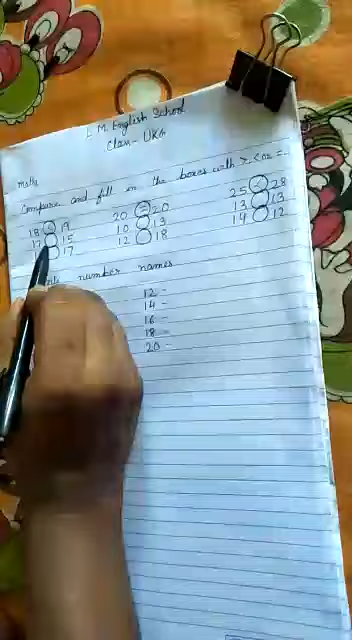 L M English School
Class- UKG
Maths
Compare and fill in the boxes with >, < or =.
18 < 19 20 = 20 25 < 28
17 15 10 13 13 13
17 12 18 14 12
number names
12 -
14 -
16 -
18 -
20 -